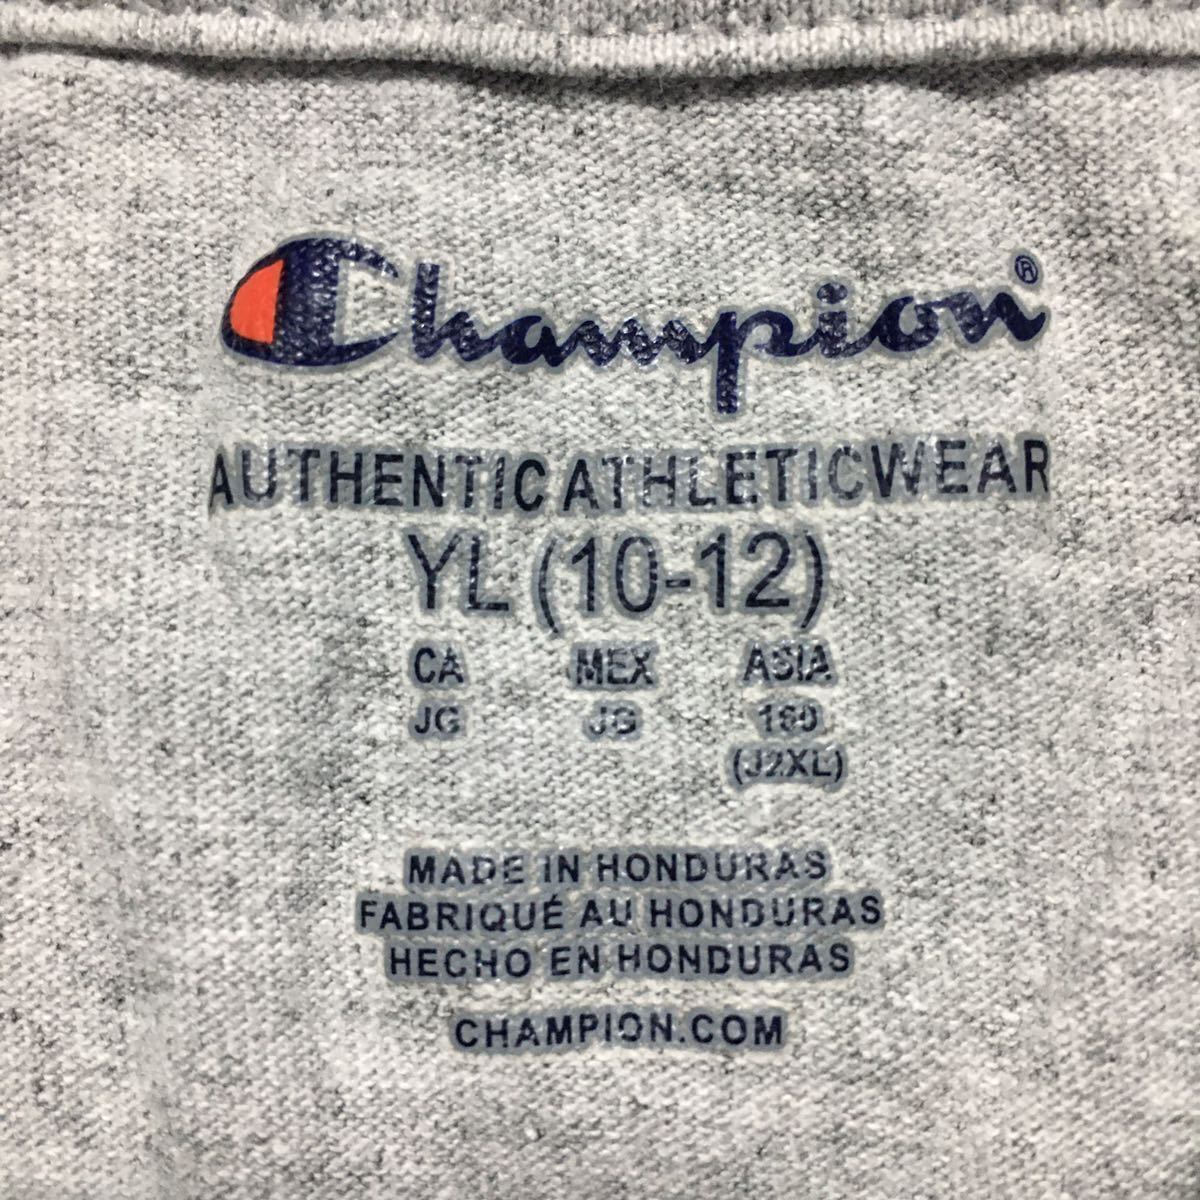 Champion®
AUTHENTIC ATHLETICWEAR
YL (10-12)
CA MEX ASIA
JG JG 160
(J2XL)
MADE IN HONDURAS
FABRIQUÉ AU HONDURAS
HECHO EN HONDURAS
CHAMPION.COM